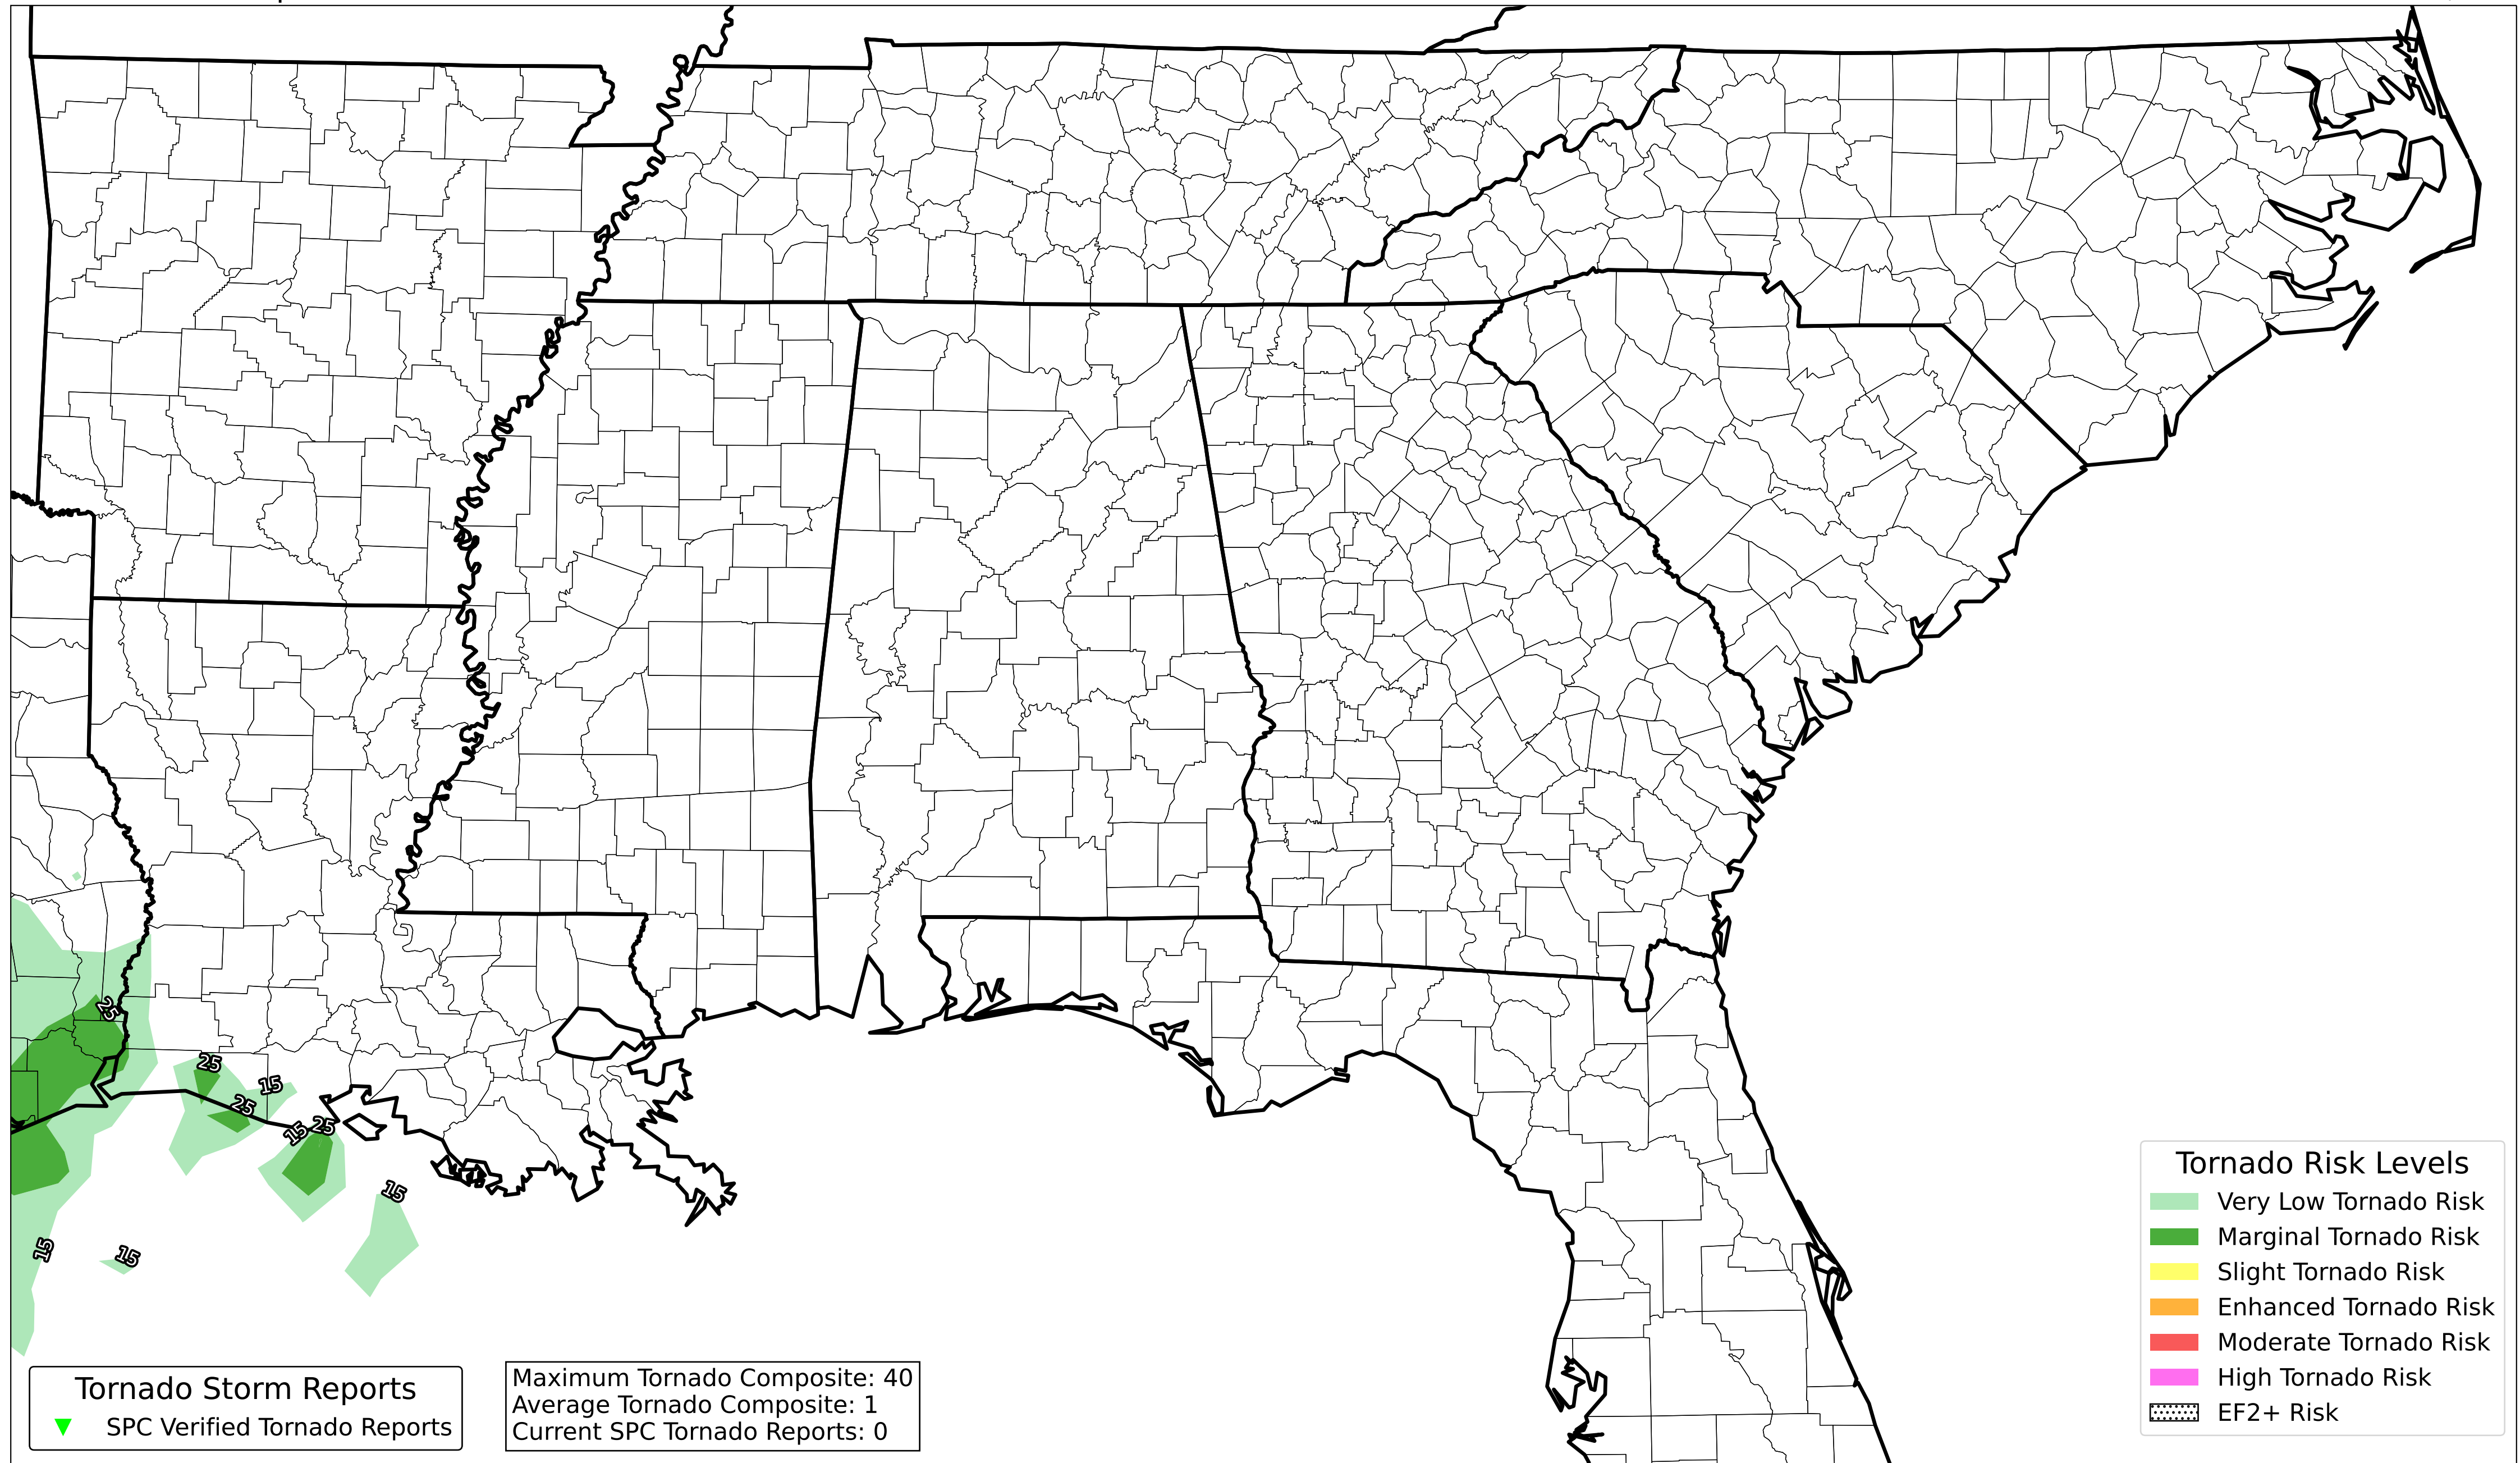 25
25
15
25
15
25
15
15
15
Tornado Risk Levels
Very Low Tornado Risk
Marginal Tornado Risk
Slight Tornado Risk
Enhanced Tornado Risk
Moderate Tornado Risk
High Tornado Risk
EF2+ Risk
Tornado Storm Reports
SPC Verified Tornado Reports
Maximum Tornado Composite: 40
Average Tornado Composite: 1
Current SPC Tornado Reports: 0